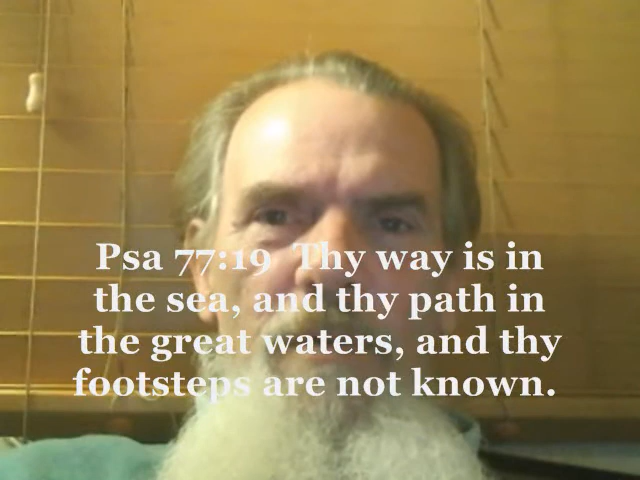 Psa 77:19  Thy way is in
the sea, and thy path in
the great waters, and thy
footsteps are not known.